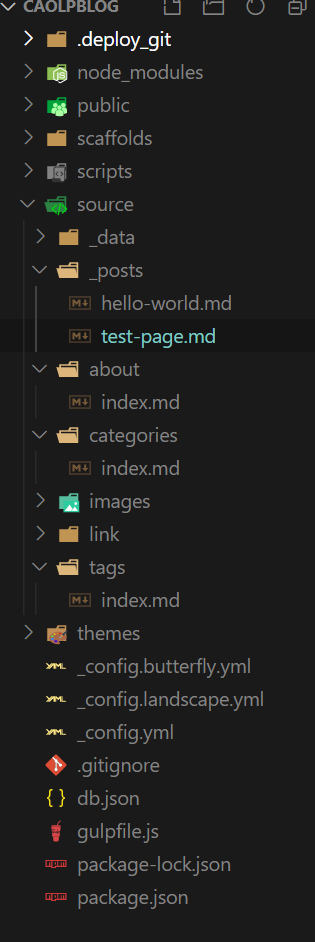 CAOLPBLOG
.deploy_git
node_modules
public
scaffolds
scripts
source
_data
_posts
hello-world.md
test-page.md
about
index.md
categories
index.md
images
link
tags
index.md
themes
_config.butterfly.yml
_config.landscape.yml
_config.yml
.gitignore
db.json
gulpfile.js
package-lock.json
package.json